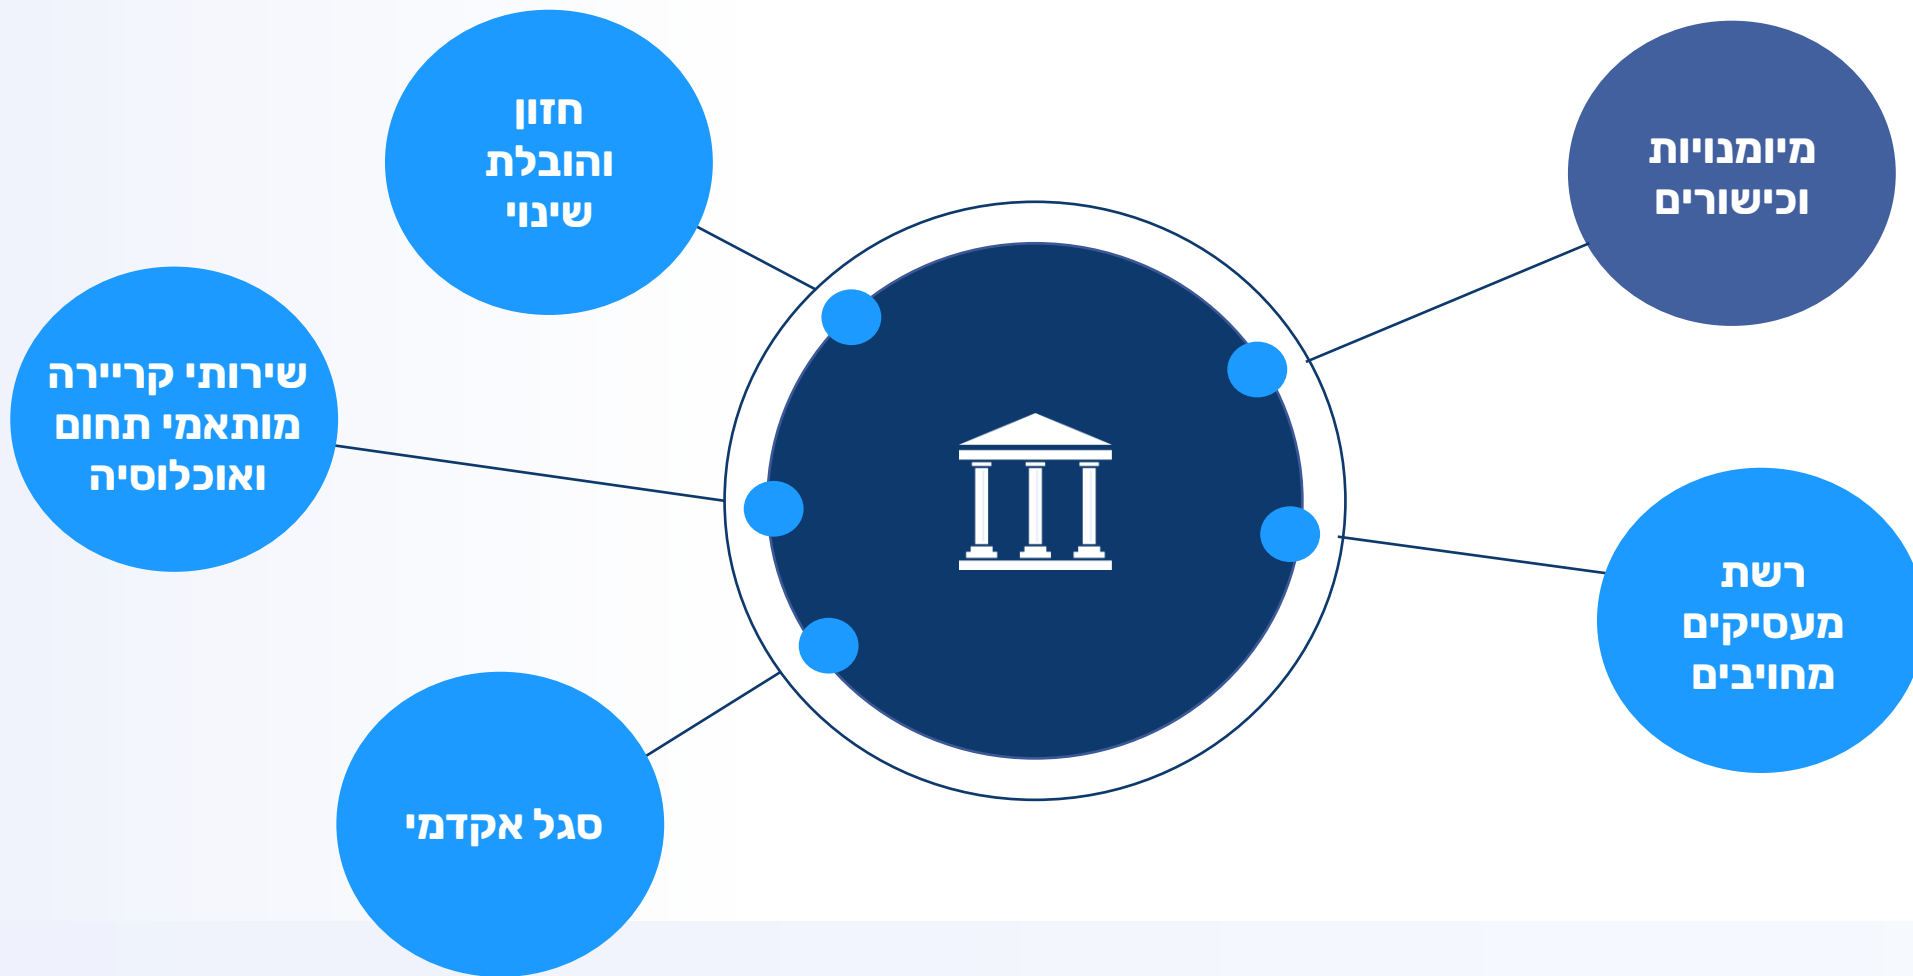 מיומנויות
וכישורים
רשת
מעסיקים
מחויבים
חזון
והובלת
שינוי
שירותי קריירה
מותאמי תחום
ואוכלוסיה
סגל אקדמי